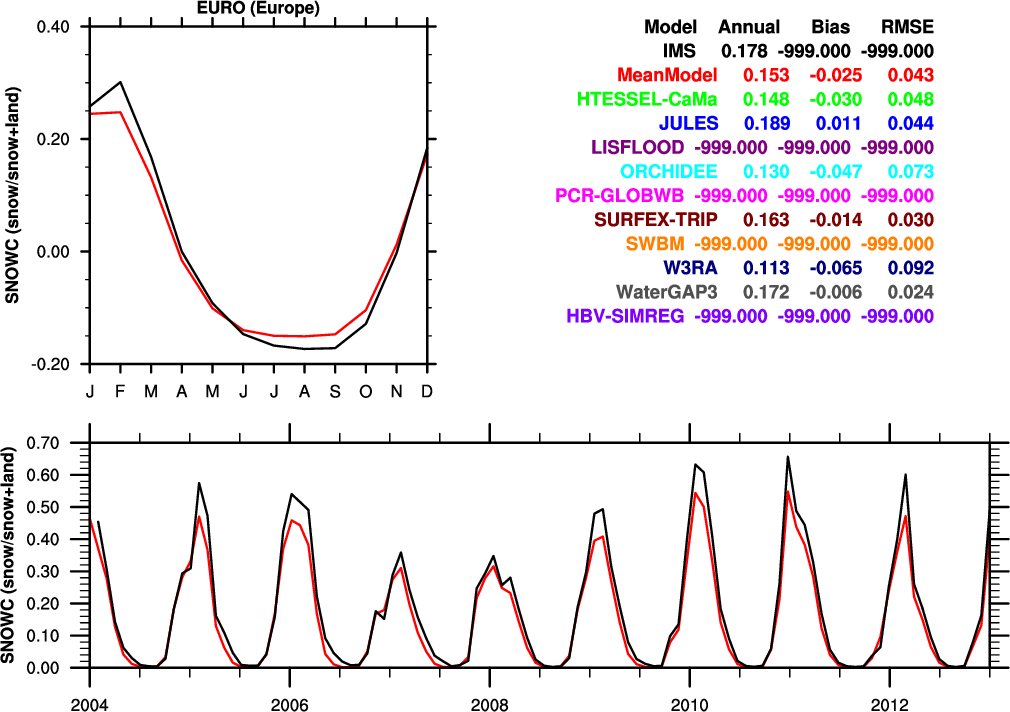 EURO (Europe)
0.40
0.20
0.00
-0.20
SNOWC (snow/snow+land)
J F M A M J J A S O N D
Model Annual Bias RMSE
IMS 0.178 -999.000 -999.000
MeanModel 0.153 -0.025 0.043
HTESSEL-CaMa 0.148 -0.030 0.048
JULES 0.189 0.011 0.044
LISFLOOD -999.000 -999.000 -999.000
ORCHIDEE 0.130 -0.047 0.073
PCR-GLOBWB -999.000 -999.000 -999.000
SURFEX-TRIP 0.163 -0.014 0.030
SWBM -999.000 -999.000 -999.000
W3RA 0.113 -0.065 0.092
WaterGAP3 0.172 -0.006 0.024
HBV-SIMREG -999.000 -999.000 -999.000
0.70
0.60
0.50
0.40
0.30
0.20
0.10
0.00
SNOWC (snow/snow+land)
2004 2006 2008 2010 2012